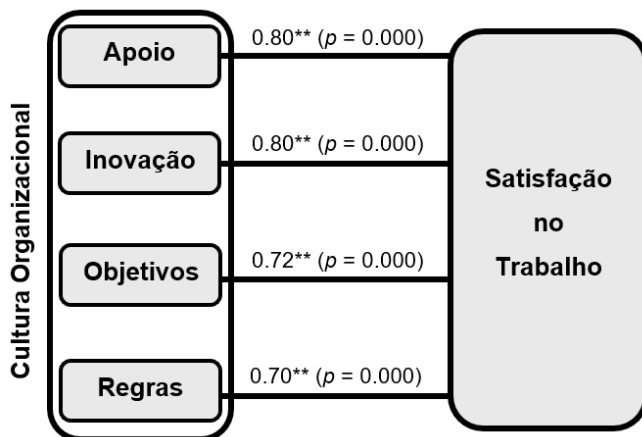 Cultura Organizacional
Apoio
0.80** (p = 0.000)
Inovação
0.80** (p = 0.000)
Objetivos
0.72** (p = 0.000)
Regras
0.70** (p = 0.000)
Satisfação
no
Trabalho